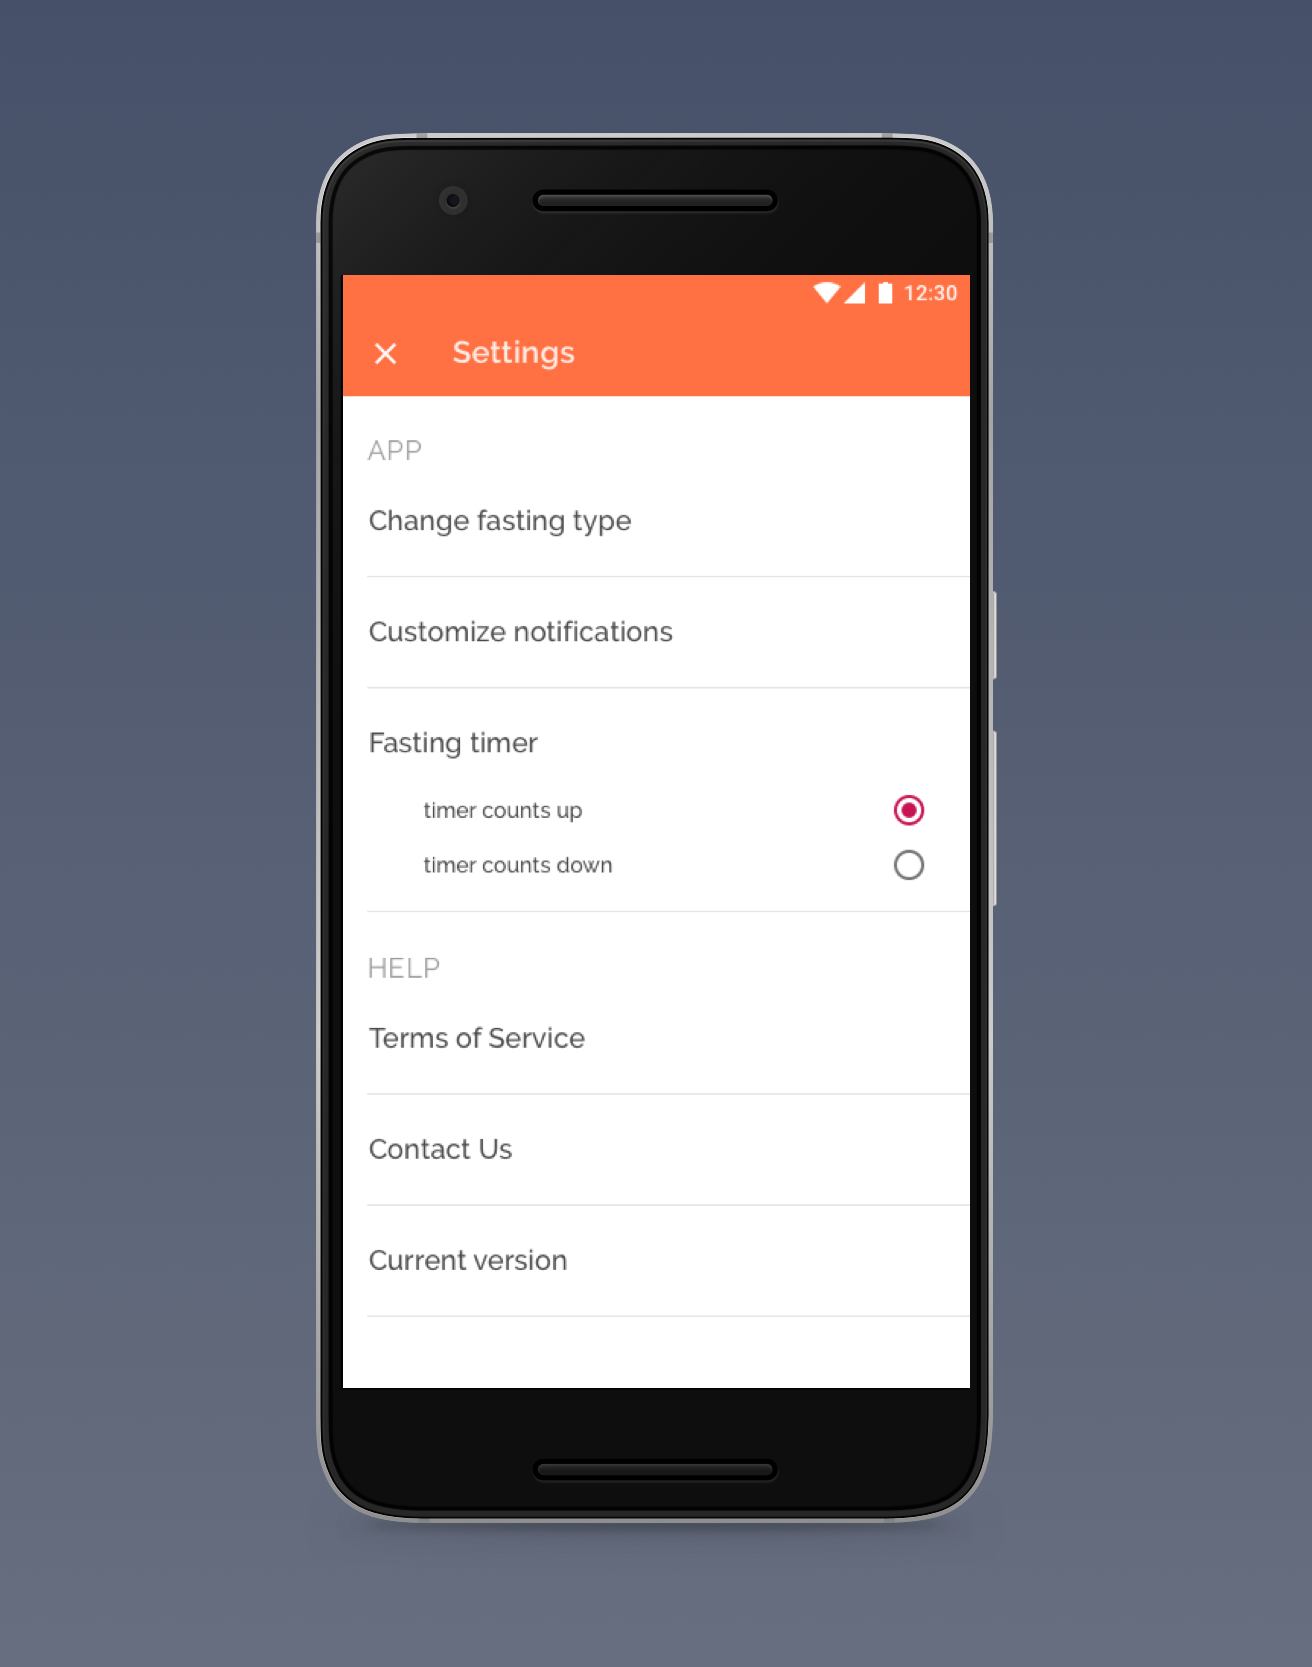 12:30
Settings
APP
Change fasting type
Customize notifications
Fasting timer
timer counts up
timer counts down
HELP
Terms of Service
Contact Us
Current version